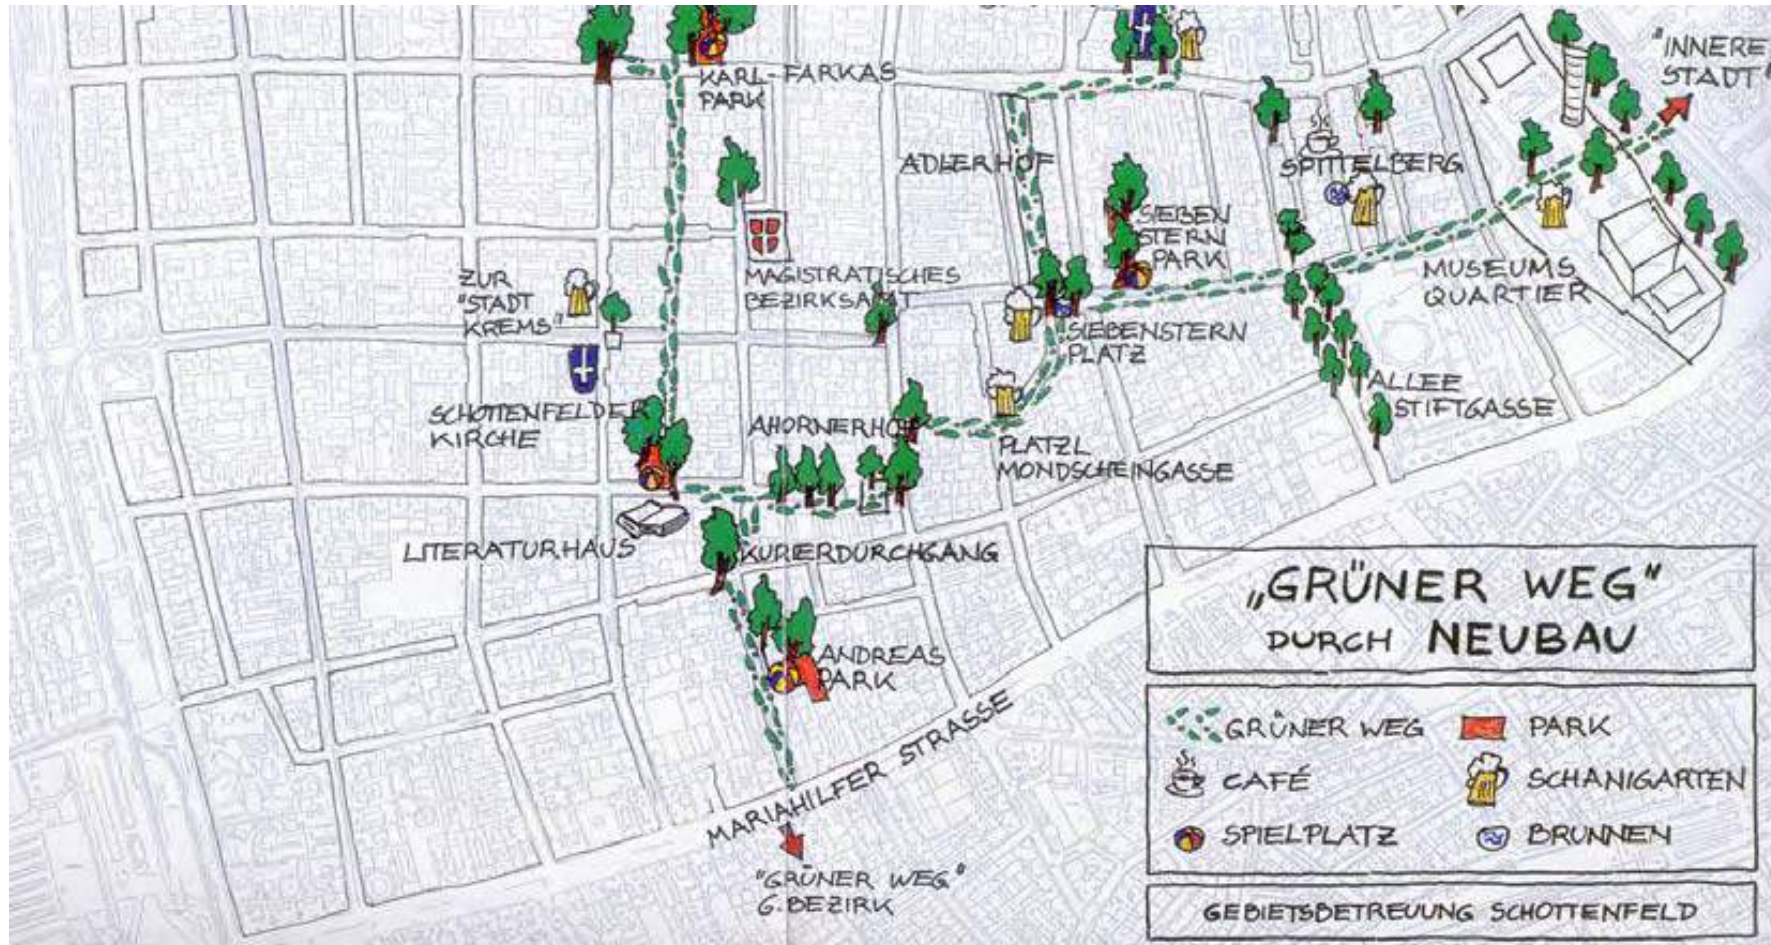 "INNERE
STADT"
KARL-FARKAS
PARK
ADLERHOF
SPITTELBERG
SIEBEN
STERN
PARK
ZUR
"STADT
KREMS"
MAGISTRATISCHES
BEZIRKSAMT
MUSEUMS
QUARTIER
SIEBENSTERN
PLATZ
SCHOTTENFELDER
KIRCHE
AHORNERHOF
ALLEE
STIFTGASSE
PLATZL
MONDSCHEINGASSE
LITERATURHAUS
KURIERDURCHGANG
ANDREAS
PARK
MARIAHILFER STRASSE
"GRÜNER WEG"
6.BEZIRK
„GRÜNER WEG“
DURCH NEUBAU
GRÜNER WEG
PARK
CAFÉ
SCHANIGARTEN
SPIELPLATZ
BRUNNEN
GEBIETSBETREUUNG SCHOTTENFELD